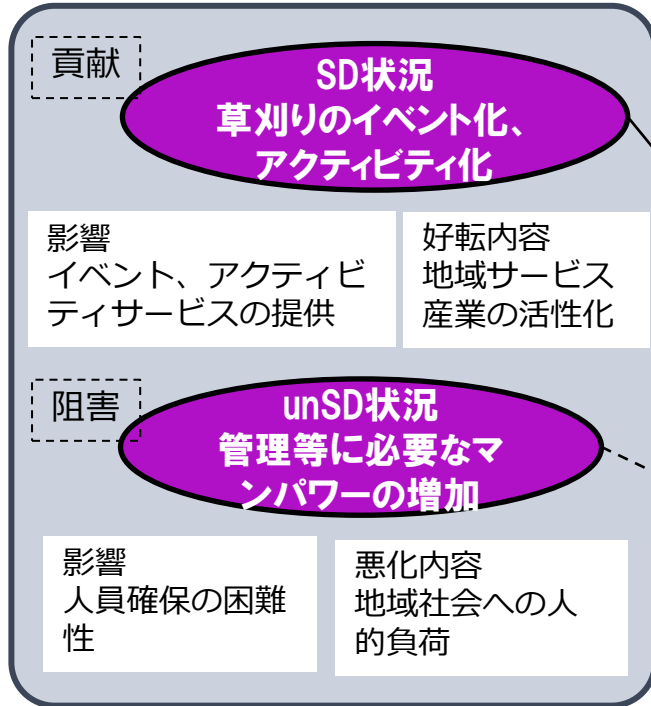 貢献
SD状況
草刈りのイベント化、
アクティビティ化
影響
イベント、アクティビ
ティサービスの提供
好転内容
地域サービス
産業の活性化
阻害
unSD状況
管理等に必要なマ
ンパワーの増加
影響
人員確保の困難
性
悪化内容
地域社会への人
的負荷